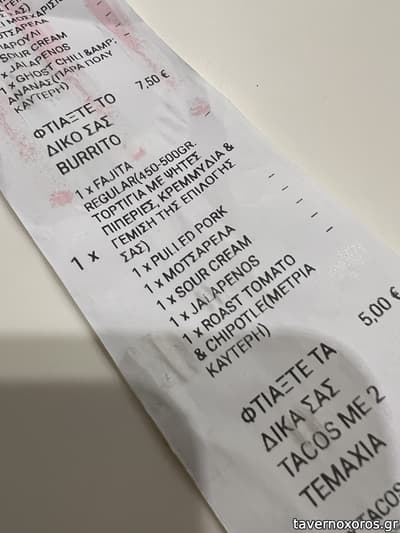 ΜΟΣΧΑΡΙΣΙ
ΜΑΡΟΥΛΙ
SOUR CREAM
x JALAPENOS
1 x GHOST CHILI &AMP;
ΑΝΑΝΑΣ(ΠΑΡΑ ΠΟΛΥ
ΚΑΥΤΕΡΗ)
7,50 €
ΦΤΙΑΞΤΕ ΤΟ
ΔΙΚΟ ΣΑΣ
BURRITO
1 x
1 x FAJITA
REGULAR(450-500GR.
ΤΟΡΤΙΓΙΑ ΜΕ ΨΗΤΕΣ
ΠΙΠΕΡΙΕΣ, ΚΡΕΜΜΥΔΙΑ &
ΓΕΜΙΣΗ ΤΗΣ ΕΠΙΛΟΓΗΣ
ΣΑΣ)
1 x PULLED PORK
1 x ΜΟΤΣΑΡΕΛΑ
1 x SOUR CREAM
1 x JALAPENOS
1 x ROAST TOMATO
& CHIPOTLE(ΜΕΤΡΙΑ
ΚΑΥΤΕΡΗ)
5,00 €
ΦΤΙΑΞΤΕ ΤΑ
ΔΙΚΑ ΣΑΣ
TACOS ΜΕ 2
ΤΕΜΑΧΙΑ
TACOS
tavernoxoros.gr